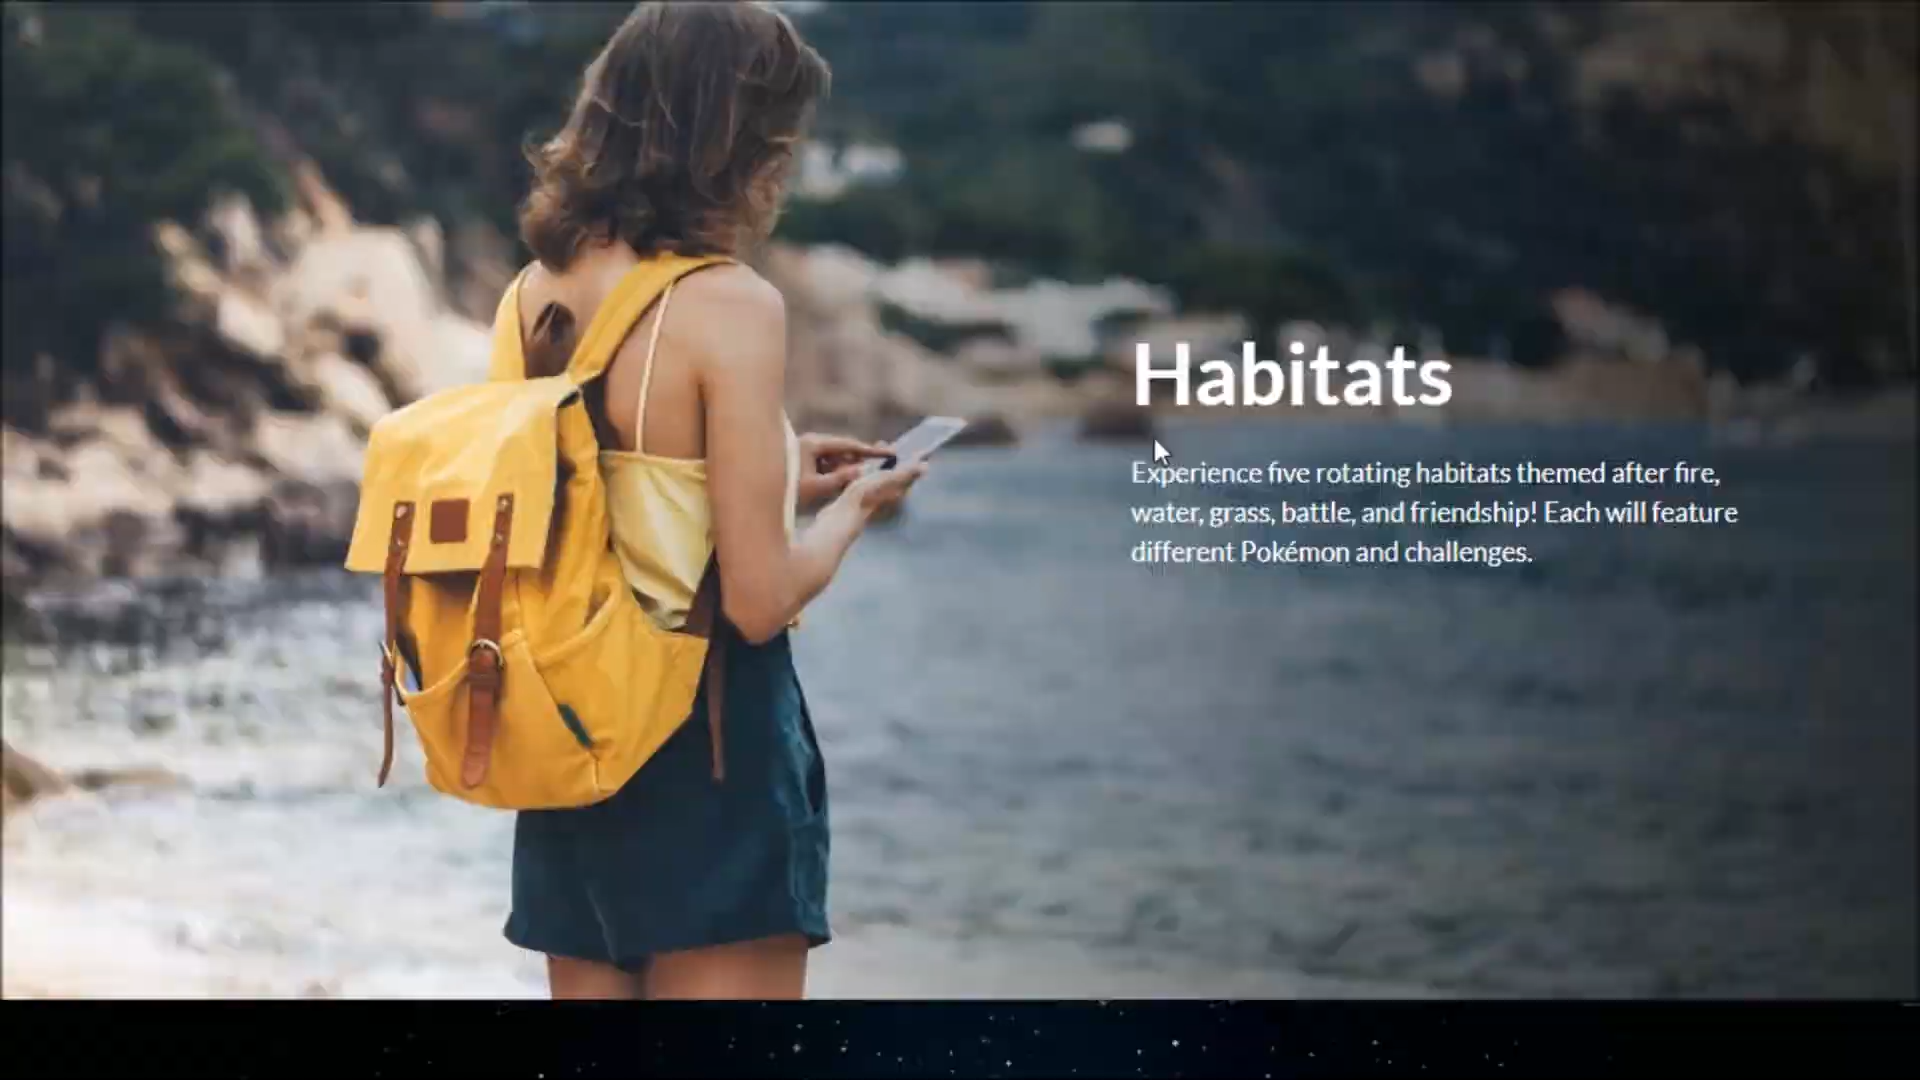 Habitats
Experience five rotating habitats themed after fire,
water, grass, battle, and friendship! Each will feature
different Pokémon and challenges.